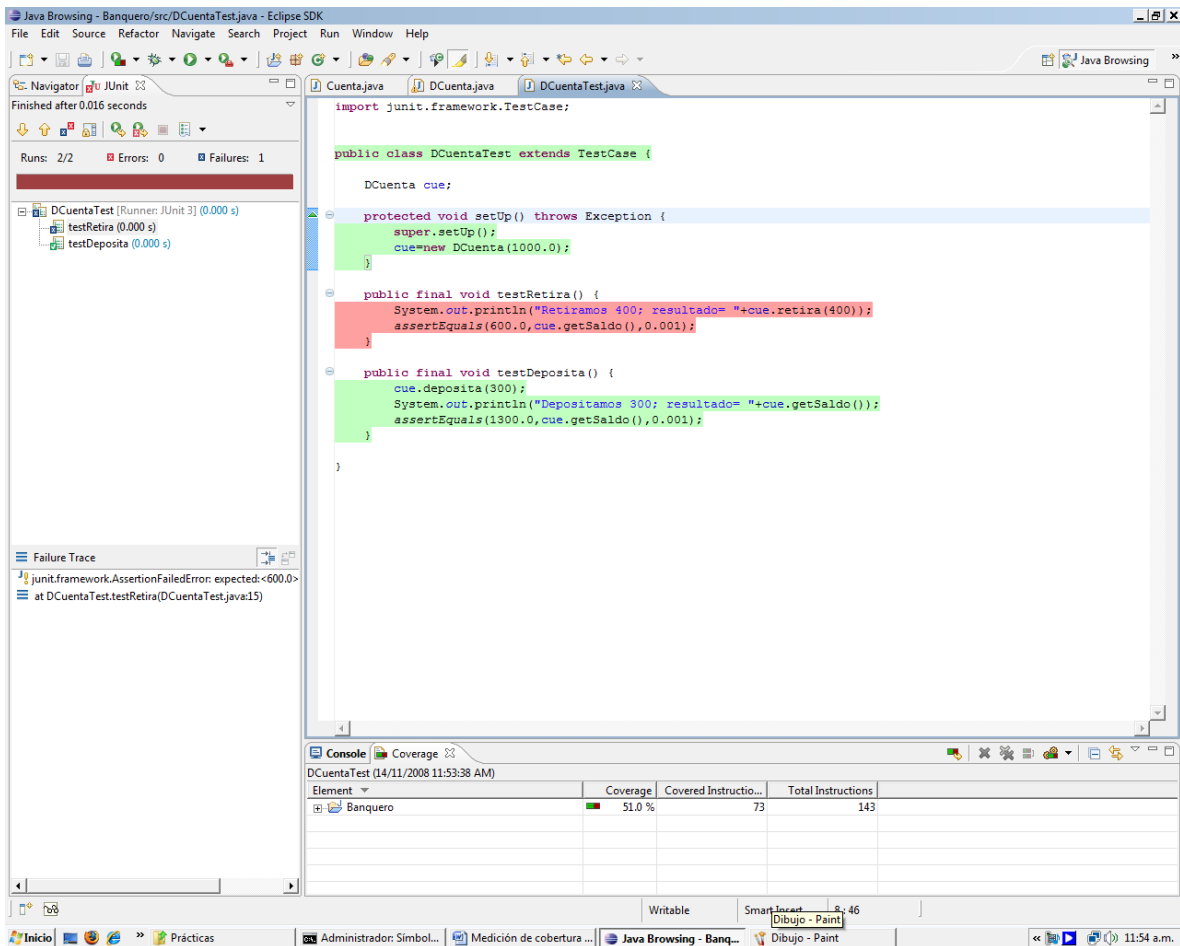 Java Browsing - Banquero/src/DCuentaTest.java - Eclipse SDK
File Edit Source Refactor Navigate Search Project Run Window Help
Java Browsing »
Navigator JUnit
Finished after 0.016 seconds
Runs: 2/2 Errors: 0 Failures: 1
DCuentaTest [Runner: JUnit 3] (0.000 s)
testRetira (0.000 s)
testDeposita (0.000 s)
Failure Trace
junit.framework.AssertionFailedError: expected:<600.0>
at DCuentaTest.testRetira(DCuentaTest.java:15)
Cuenta.java DCuenta.java DCuentaTest.java
import junit.framework.TestCase;
public class DCuentaTest extends TestCase {
DCuenta cue;
protected void setUp() throws Exception {
super.setUp();
cue=new DCuenta(1000.0);
}
public final void testRetira() {
System.out.println("Retiramos 400; resultado= "+cue.retira(400));
assertEquals(600.0,cue.getSaldo(),0.001);
}
public final void testDeposita() {
cue.deposita(300);
System.out.println("Depositamos 300; resultado= "+cue.getSaldo());
assertEquals(1300.0,cue.getSaldo(),0.001);
}
}
Console Coverage
DCuentaTest (14/11/2008 11:53:38 AM)
Element Coverage Covered Instructio... Total Instructions
Banquero 51.0 % 73 143
Writable Smart Insert 8 : 46
Dibujo - Paint
Inicio » Prácticas Administrador: Símbol... Medición de cobertura ... Java Browsing - Banq... Dibujo - Paint « 11:54 a.m.